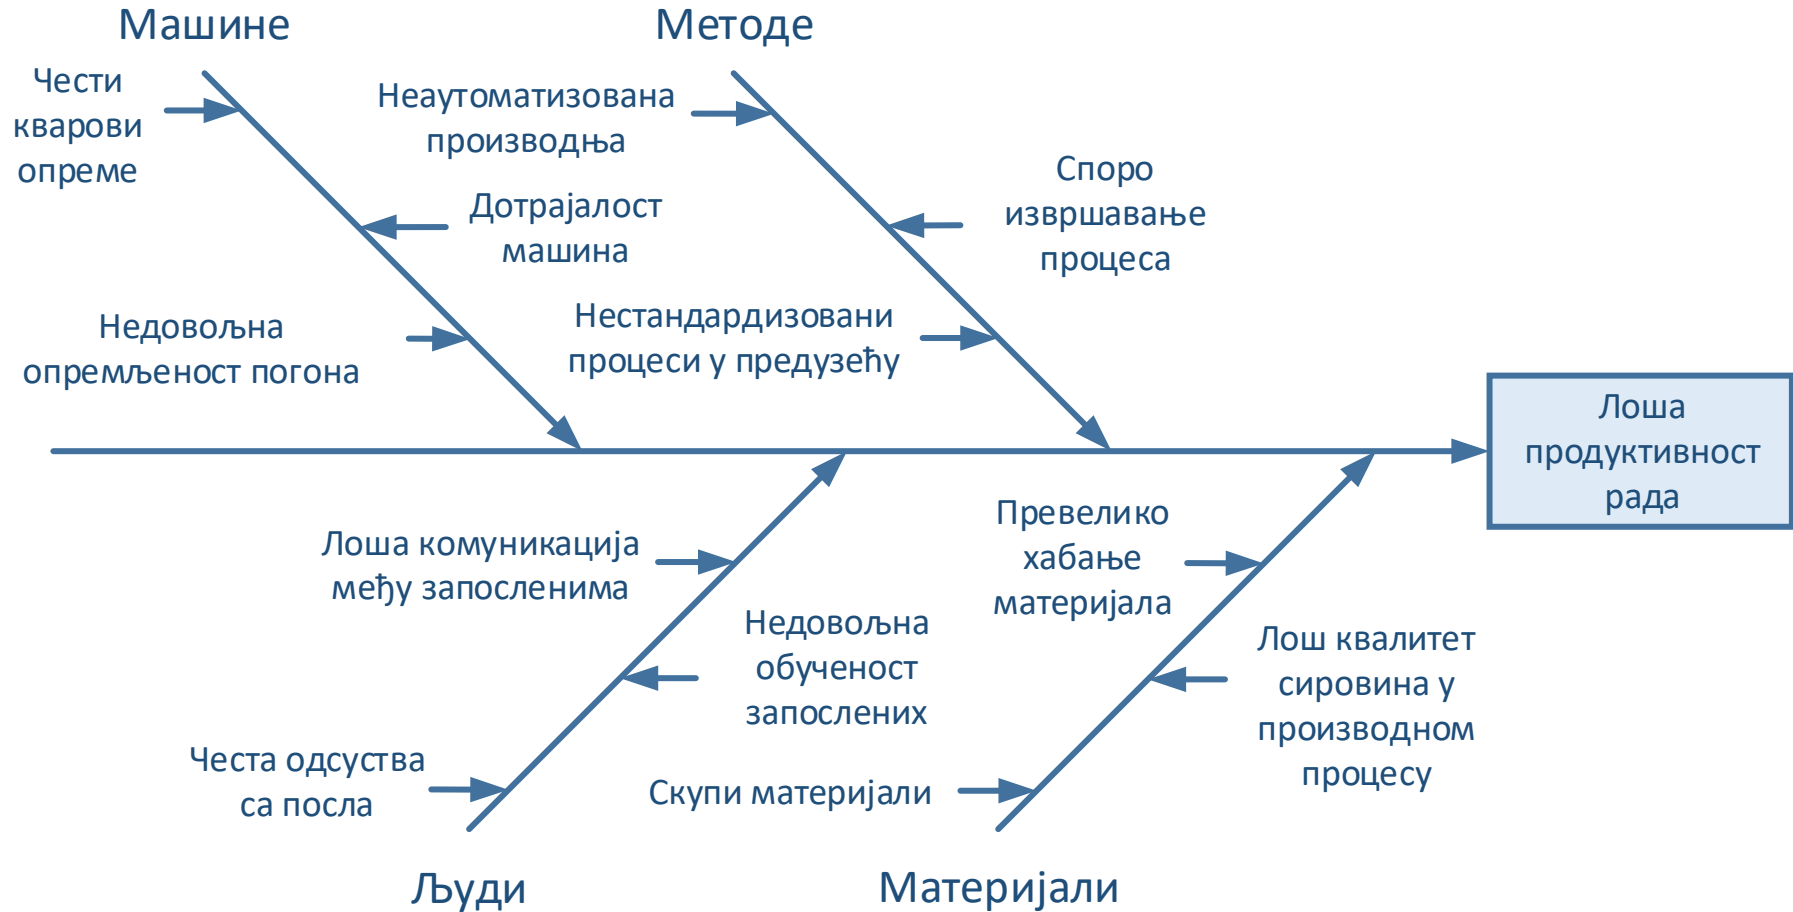 Машине
Методе
Чести
кварови
опреме
Неаутоматизована
производња
Дотрајалост
машина
Споро
извршавање
процеса
Недовољна
опремљеност погона
Нестандардизовани
процеси у предузећу
Лоша
продуктивност
рада
Лоша комуникација
међу запосленима
Недовољна
обученост
запослених
Превелико
хабање
материјала
Лош квалитет
сировина у
производном
процесу
Честа одсуства
са посла
Скупи материјали
Људи
Материјали